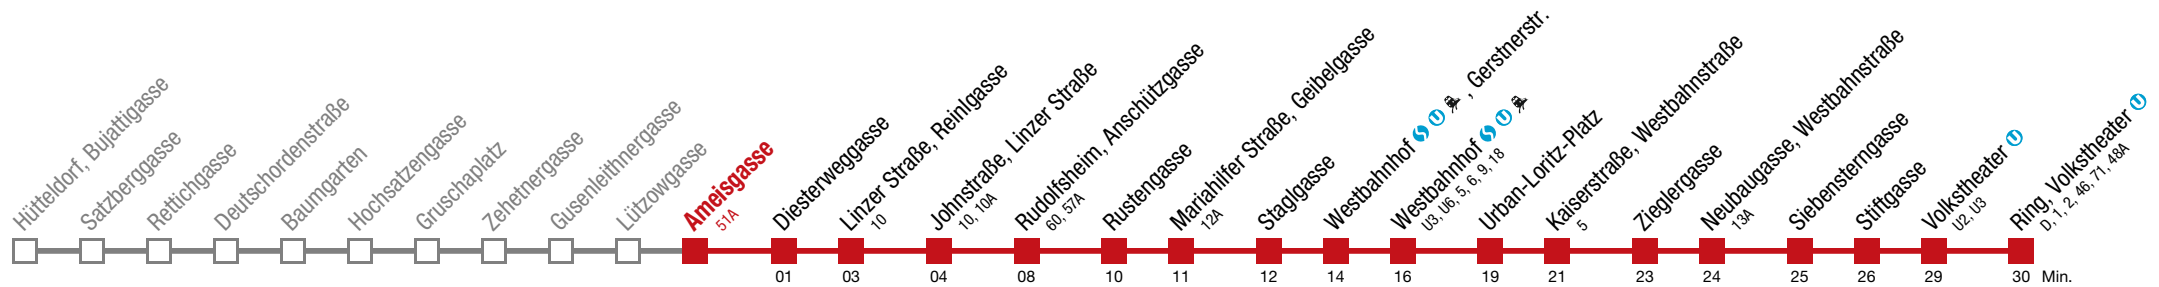 Hütteldorf, Bujattigasse
Satzberggasse
Rettichgasse
Deutschordenstraße
Baumgarten
Hochsatzengasse
Gruschaplatz
Zehetnergasse
Gusenleithnergasse
Lützowgasse
Ameisgasse
51A
Diesterweggasse
Linzer Straße, Reinlgasse
10
Johnstraße, Linzer Straße
10, 10A
Rudolfsheim, Anschützgasse
60, 57A
Rustengasse
Mariahilfer Straße, Geibelgasse
12A
Staglgasse
Westbahnhof S U , Gerstnerstr.
Westbahnhof S U
U3, U6, 5, 6, 9, 18
Urban-Loritz-Platz
Kaiserstraße, Westbahnstraße
5
Zieglergasse
Neubaugasse, Westbahnstraße
13A
Siebensterngasse
Stiftgasse
Volkstheater U
U2, U3
Ring, Volkstheater U
D, 1, 2, 46, 71, 48A
01 03 04 08 10 11 12 14 16 19 21 23 24 25 26 29 30 Min.